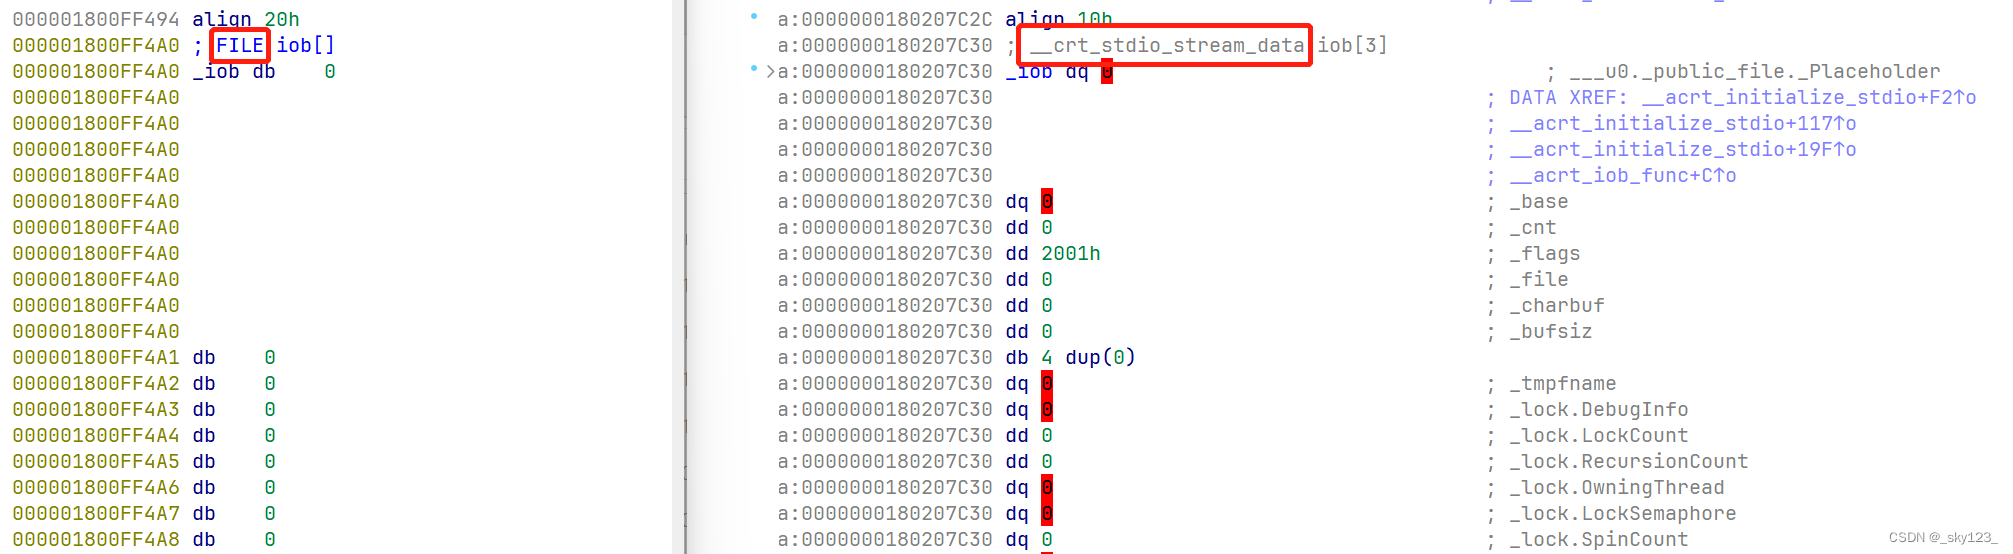 000001800FF494 align 20h
000001800FF4A0 ; FILE iob[]
000001800FF4A0 _iob db    0
000001800FF4A0
000001800FF4A0
000001800FF4A0
000001800FF4A0
000001800FF4A0
000001800FF4A0
000001800FF4A0
000001800FF4A0
000001800FF4A0
000001800FF4A0
000001800FF4A1 db    0
000001800FF4A2 db    0
000001800FF4A3 db    0
000001800FF4A4 db    0
000001800FF4A5 db    0
000001800FF4A6 db    0
000001800FF4A7 db    0
000001800FF4A8 db    0
a:0000000180207C2C align 10h
a:0000000180207C30 ; __crt_stdio_stream_data iob[3]
a:0000000180207C30 _iob dq 0 ; ___u0._public_file._Placeholder
a:0000000180207C30 ; DATA XREF: __acrt_initialize_stdio+F2↑o
a:0000000180207C30 ; __acrt_initialize_stdio+117↑o
a:0000000180207C30 ; __acrt_initialize_stdio+19F↑o
a:0000000180207C30 ; __acrt_iob_func+C↑o
a:0000000180207C30 dq 0 ; _base
a:0000000180207C30 dd 0 ; _cnt
a:0000000180207C30 dd 2001h ; _flags
a:0000000180207C30 dd 0 ; _file
a:0000000180207C30 dd 0 ; _charbuf
a:0000000180207C30 dd 0 ; _bufsiz
a:0000000180207C30 db 4 dup(0)
a:0000000180207C30 dq 0 ; _tmpfname
a:0000000180207C30 dq 0 ; _lock.DebugInfo
a:0000000180207C30 dd 0 ; _lock.LockCount
a:0000000180207C30 dd 0 ; _lock.RecursionCount
a:0000000180207C30 dq 0 ; _lock.OwningThread
a:0000000180207C30 dq 0 ; _lock.LockSemaphore
a:0000000180207C30 dq 0 ; _lock.SpinCount
CSDN @_sky123_